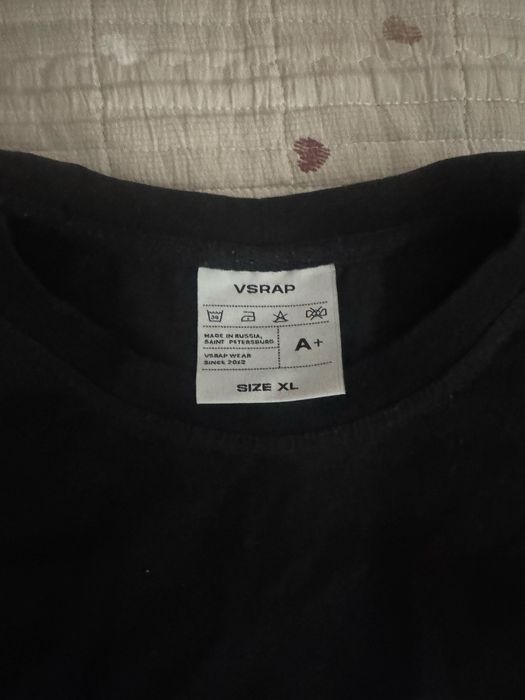 VSRAP
30
MADE IN RUSSIA,
SAINT PETERSBURG
A+
VSRAP WEAR
SINCE 2012
SIZE XL